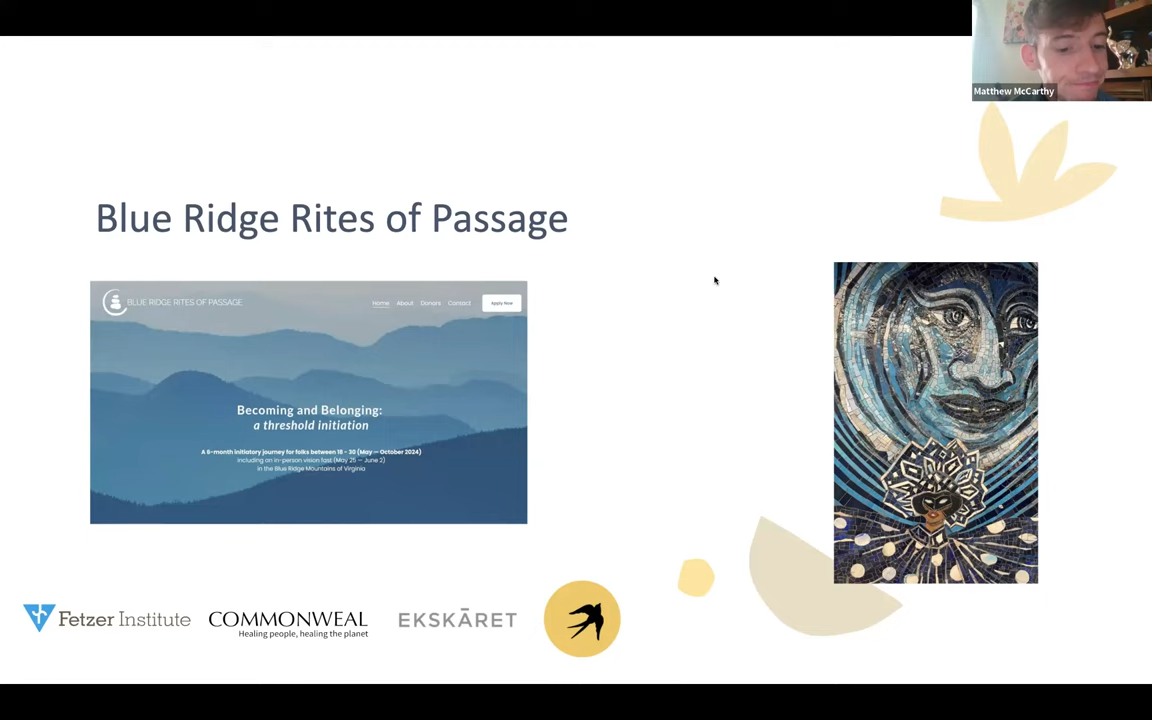 Matthew McCarthy
Blue Ridge Rites of Passage
BLUE RIDGE RITES OF PASSAGE
Home About Donors Contact Apply Now
Becoming and Belonging:
a threshold initiation
A 6-month initiatory journey for folks between 18 - 30 (May — October 2024)
including an in-person vision fast (May 25 — June 2)
in the Blue Ridge Mountains of Virginia
Fetzer Institute
COMMONWEAL
Healing people, healing the planet
EKSKÄRET